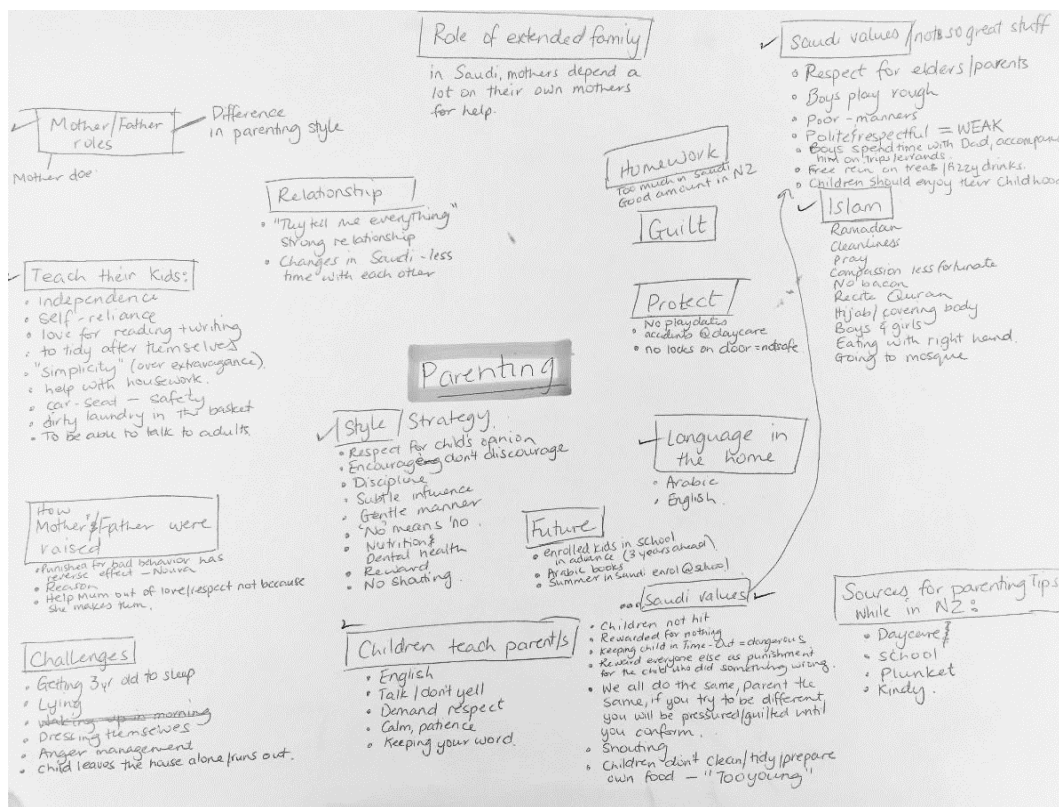 Role of extended family
in Saudi, mothers depend a
lot on their own mothers
for help.
Saudi values/not so great stuff
• Respect for elders/parents
• Boys play rough
• Poor-manners
• Polite/respectful = WEAK
• Boys spend time with Dad, accompany
him on trips/errands.
• Free rein on treats/fizzy drinks.
• Children should enjoy their childhood
Mother/Father
roles
Difference
in parenting style
Mother doe
Relationship
• "They tell me everything"
strong relationship
• Changes in Saudi - less
time with each other
Homework
Too much in Saudi
Good amount in NZ
Guilt
Islam
Ramadan
Cleanliness
Pray
Compassion less fortunate
No bacon
Recite Quran
Hijab/covering body
Boys & girls
Eating with right hand.
Going to mosque
Teach their kids:
• independence
• self-reliance
• love for reading + writing
• to tidy after themselves
• "simplicity" (over extravagance)
• help with housework.
• car-seat – safety
• dirty laundry in the basket
• To be able to talk to adults.
Protect
• No playdates
• accidents @daycare
• no locks on door = not safe
Parenting
Style/Strategy
• Respect for child's opinion
• Encourage don't discourage
• Discipline
• Subtle influence
• Gentle manner
• 'No' means 'no'.
• Nutrition &
Dental health
• Reward
• No shouting.
Language in
the home
• Arabic
• English.
How
Mother &/Father were
raised
• Punished for bad behavior has
reverse effect – Noura
• Reason
• Help Mum out of love/respect not because
she makes them.
Future
• enrolled kids in school
in advance (3 years ahead)
• Arabic books
• Summer in Saudi enrol @school
...Saudi values
• Children not hit
• Rewarded for nothing
• Keeping child in Time-Out = dangerous
• Reward everyone else as punishment
for the child who did something wrong.
• We all do the same, parent the
same, if you try to be different,
you will be pressured/guilted until
you conform.
• Shouting
• Children don't clean/tidy/prepare
own food – "Too young"
Sources for parenting Tips
while in NZ:
• Daycare
• School
• Plunket
• Kindy.
Children teach parent/s
• English
• Talk/don't yell
• Demand respect
• Calm, patience
• Keeping your word.
Challenges
• Getting 3yr old to sleep
• Lying
• Waking up in morning
• Dressing themselves
• Anger management
• Child leaves the house alone/runs out.